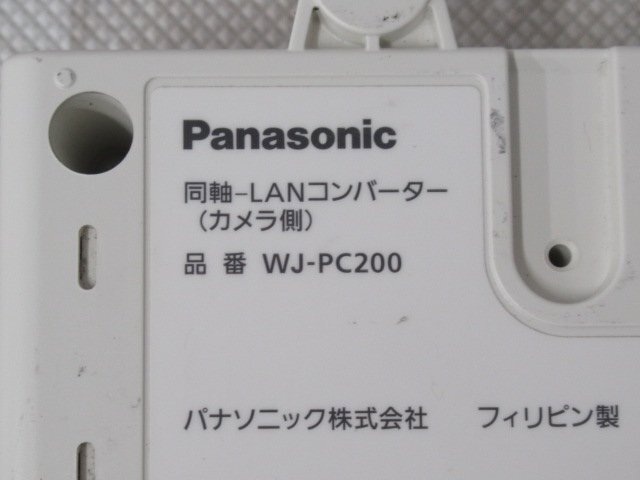 Panasonic
同軸−LANコンバーター
（カメラ側）
品 番 WJ-PC200
パナソニック株式会社 フィリピン製